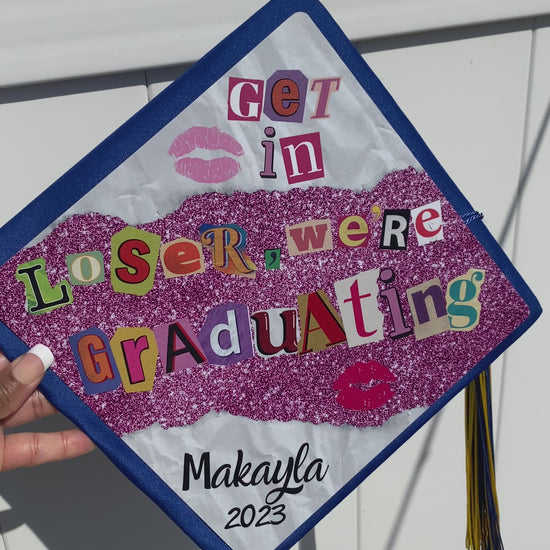 GeT
in
LoSeR, we're
GraDuAting
Makayla
2023